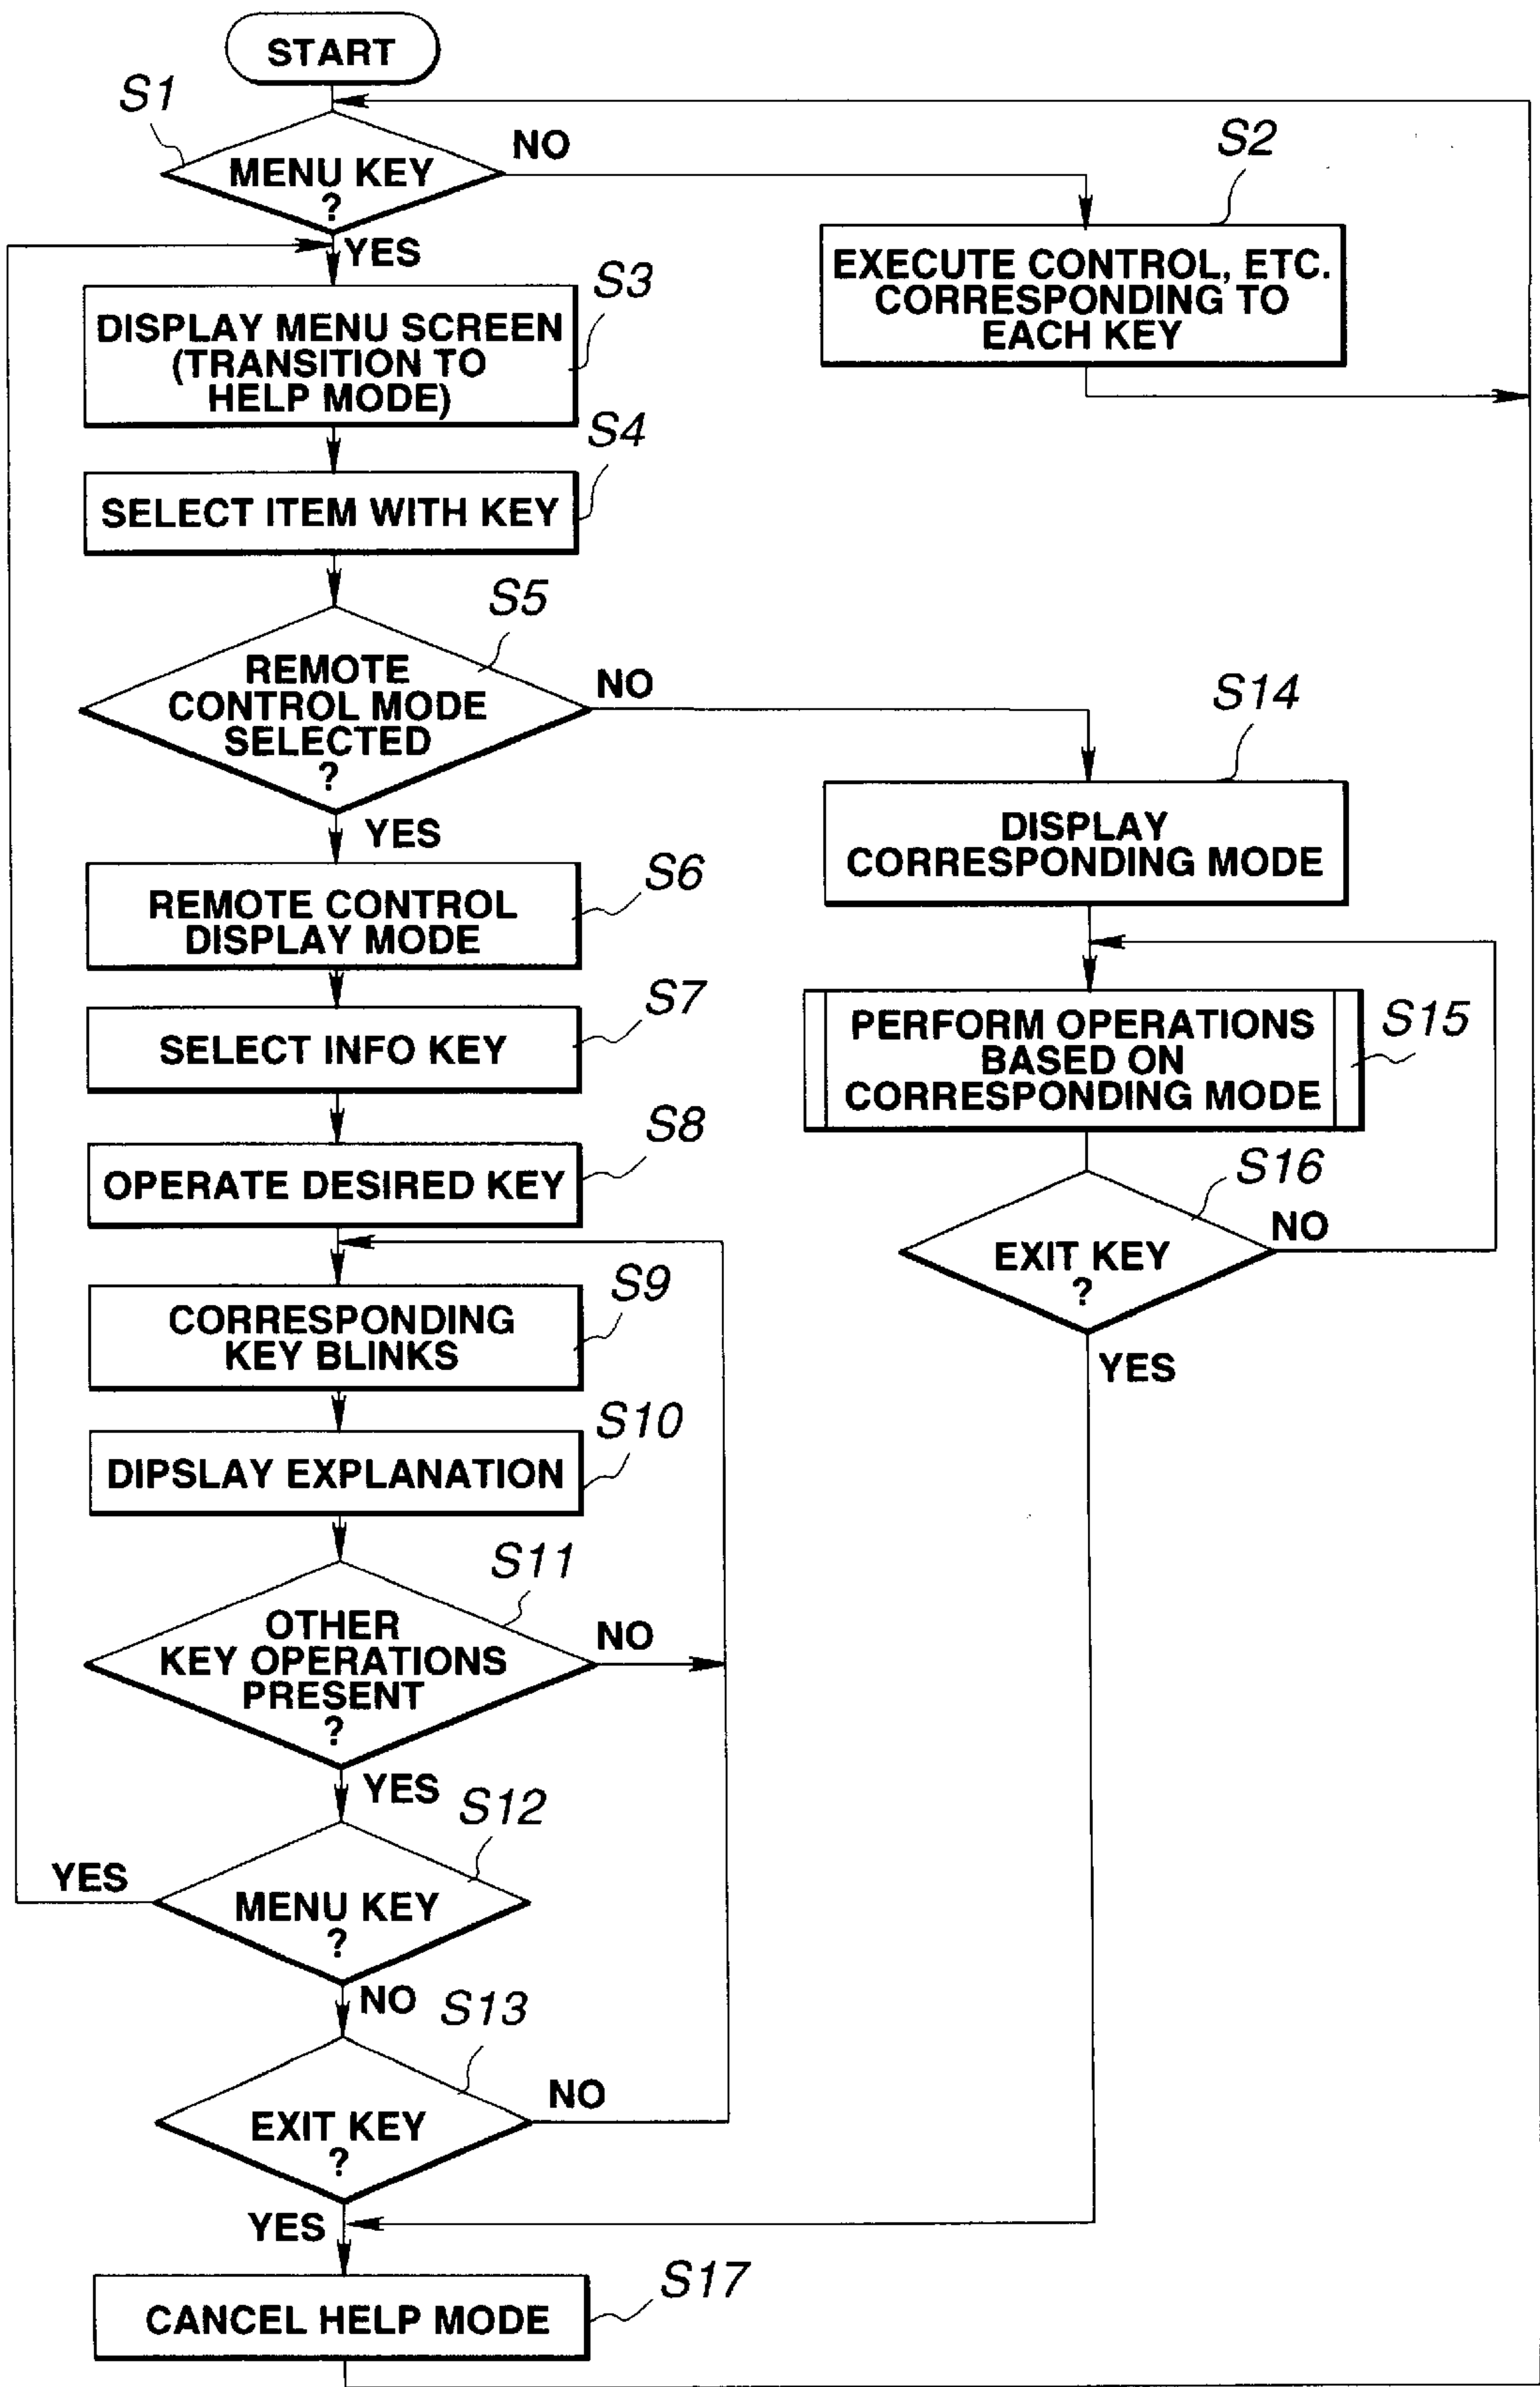 START
S1
MENU KEY
?
NO
YES
S2
EXECUTE CONTROL, ETC.
CORRESPONDING TO
EACH KEY
S3
DISPLAY MENU SCREEN
(TRANSITION TO
HELP MODE)
S4
SELECT ITEM WITH KEY
S5
REMOTE
CONTROL MODE
SELECTED
?
NO
YES
S6
REMOTE CONTROL
DISPLAY MODE
S7
SELECT INFO KEY
S8
OPERATE DESIRED KEY
S9
CORRESPONDING
KEY BLINKS
S10
DIPSLAY EXPLANATION
S11
OTHER
KEY OPERATIONS
PRESENT
?
NO
YES
S12
MENU KEY
?
YES
NO
S13
EXIT KEY
?
NO
YES
S14
DISPLAY
CORRESPONDING MODE
S15
PERFORM OPERATIONS
BASED ON
CORRESPONDING MODE
S16
EXIT KEY
?
NO
YES
S17
CANCEL HELP MODE